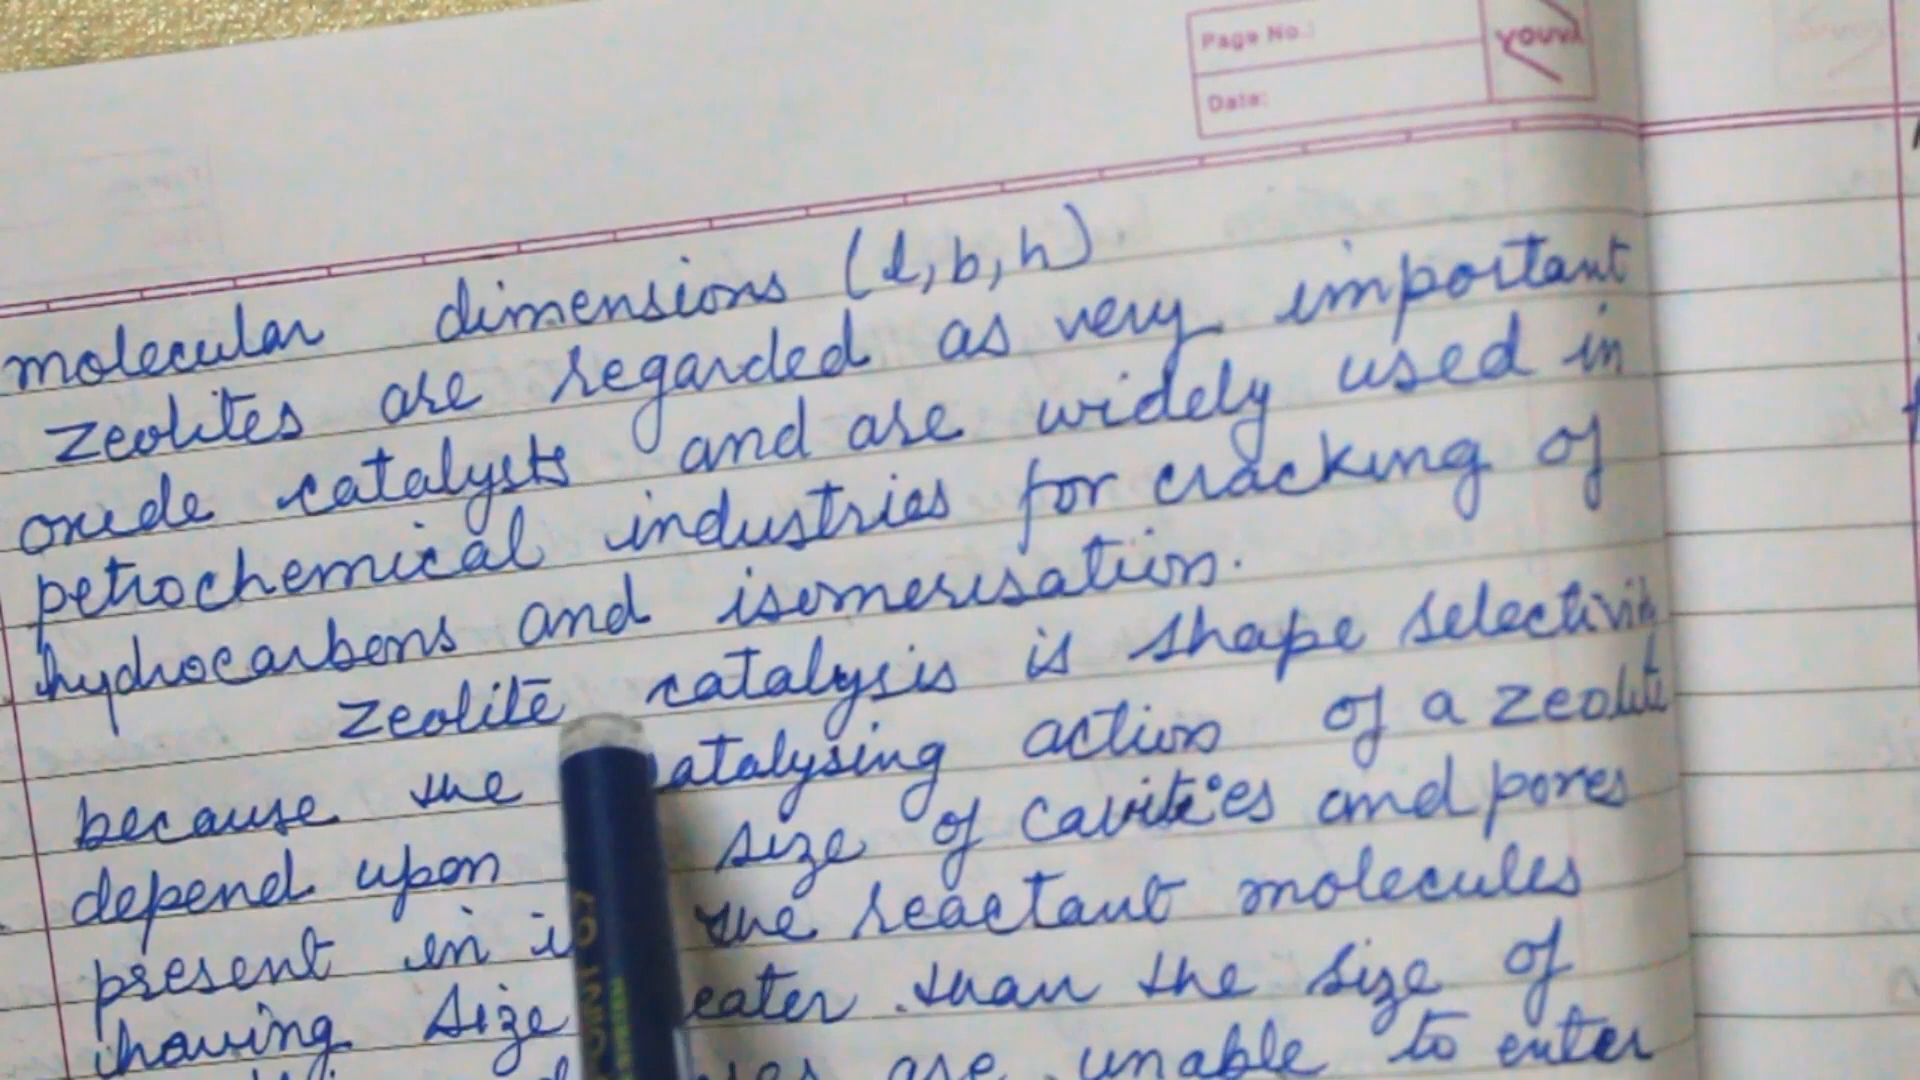 Page No.:
youva
Date:
molecular dimensions (l, b, h).
zeolites are regarded as very important
oxide catalysts and are widely used in
petrochemical industries for cracking of
hydrocarbons and isomerisation.
zeolite catalysis is shape
because the catalysing action of a zeolite
depend upon size of cavities and pores
present in the reactant molecules
having size than the size of
are unable to enter